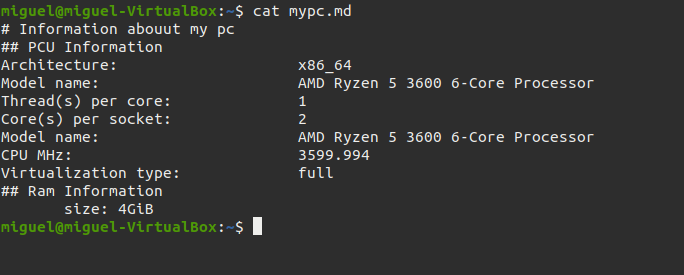 miguel@miguel-VirtualBox:~$ cat mypc.md
# Information abouut my pc
## PCU Information
Architecture: x86_64
Model name: AMD Ryzen 5 3600 6-Core Processor
Thread(s) per core: 1
Core(s) per socket: 2
Model name: AMD Ryzen 5 3600 6-Core Processor
CPU MHz: 3599.994
Virtualization type: full
## Ram Information
size: 4GiB
miguel@miguel-VirtualBox:~$